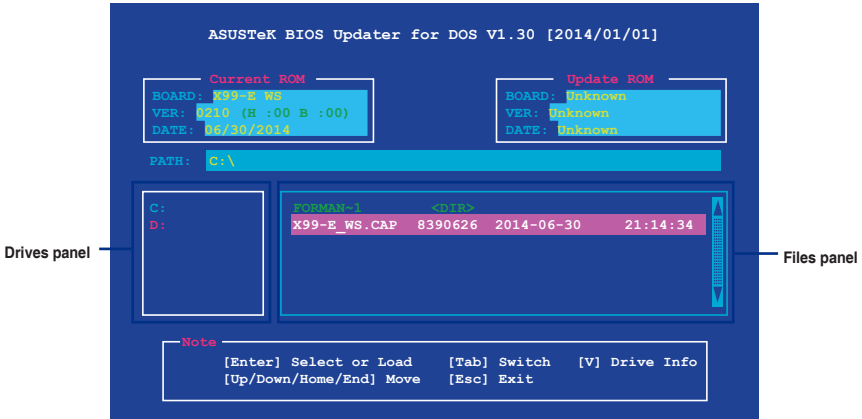 ASUSTeK BIOS Updater for DOS V1.30 [2014/01/01]
Current ROM
BOARD: X99-E WS
VER: 0210 (H :00 B :00)
DATE: 06/30/2014
Update ROM
BOARD: Unknown
VER: Unknown
DATE: Unknown
PATH: C:\
C:
D:
FORMAN~1 <DIR>
X99-E_WS.CAP 8390626 2014-06-30 21:14:34
Drives panel
Files panel
Note
[Enter] Select or Load [Tab] Switch [V] Drive Info
[Up/Down/Home/End] Move [Esc] Exit